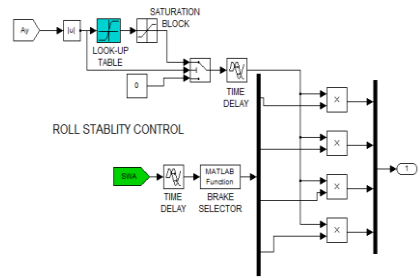 SATURATION
BLOCK
Ay
|u|
LOOK-UP
TABLE
0
TIME
DELAY
X
ROLL STABLITY CONTROL
X
1
SWA
MATLAB
Function
X
TIME
DELAY
BRAKE
SELECTOR
X